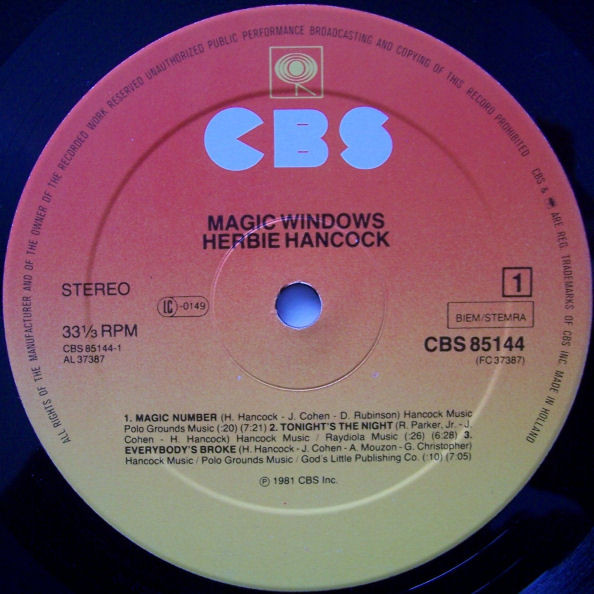 ALL RIGHTS OF THE MANUFACTURER AND OF THE OWNER OF THE RECORDED WORK RESERVED UNAUTHORIZED PUBLIC PERFORMANCE BROADCASTING AND COPYING OF THIS RECORD PROHIBITED CBS & ARE REG. TRADEMARKS OF CBS INC. MADE IN HOLLAND
CBS
MAGIC WINDOWS
HERBIE HANCOCK
STEREO
LC -0149
1
33⅓ RPM
BIEM/STEMRA
CBS 85144-1
CBS 85144
AL 37387
(FC 37387)
1. MAGIC NUMBER (H. Hancock - J. Cohen - D. Rubinson) Hancock Music
Polo Grounds Music (:20) (7:21) 2. TONIGHT'S THE NIGHT (R. Parker, Jr. - J.
Cohen - H. Hancock) Hancock Music / Raydiola Music (:26) (6:28) 3.
EVERYBODY'S BROKE (H. Hancock - J. Cohen - A. Mouzon - G. Christopher)
Hancock Music / Polo Grounds Music / God's Little Publishing Co. (:10) (7:05)
℗ 1981 CBS Inc.